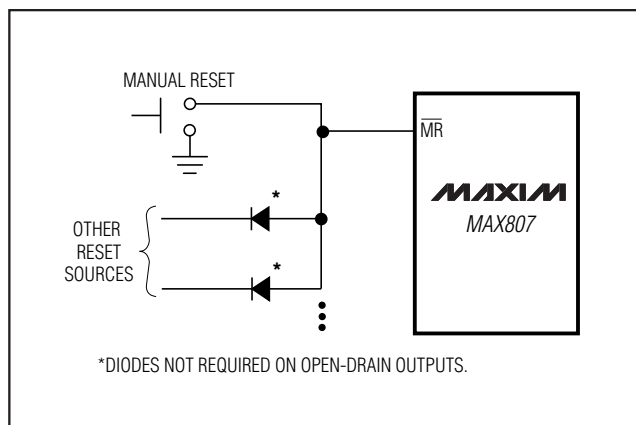 MANUAL RESET
MR
MAXIM
MAX807
*
OTHER
RESET
SOURCES
*
*DIODES NOT REQUIRED ON OPEN-DRAIN OUTPUTS.